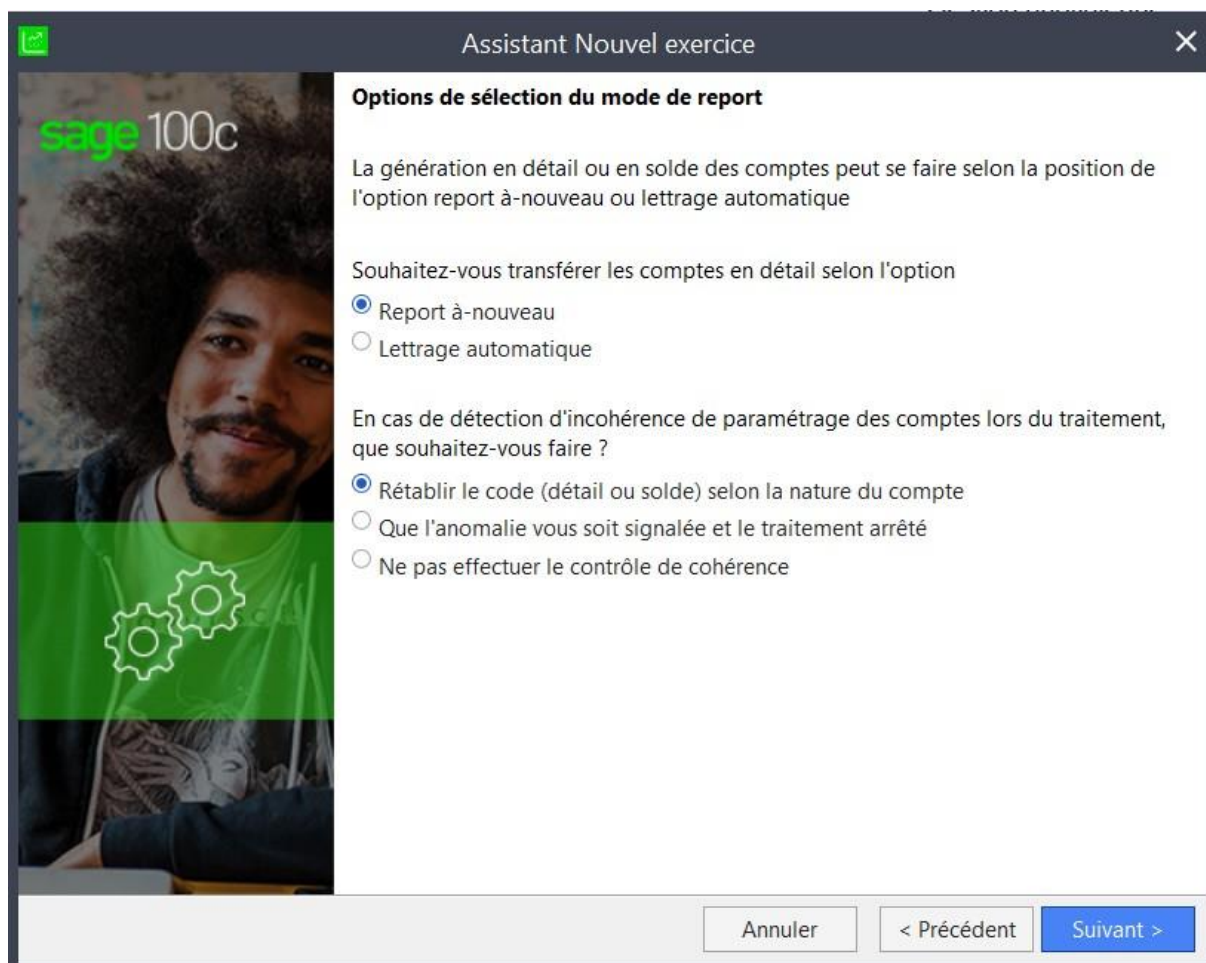 Assistant Nouvel exercice
sage 100c
Options de sélection du mode de report
La génération en détail ou en solde des comptes peut se faire selon la position de
l'option report à-nouveau ou lettrage automatique
Souhaitez-vous transférer les comptes en détail selon l'option
Report à-nouveau
Lettrage automatique
En cas de détection d'incohérence de paramétrage des comptes lors du traitement,
que souhaitez-vous faire ?
Rétablir le code (détail ou solde) selon la nature du compte
Que l'anomalie vous soit signalée et le traitement arrêté
Ne pas effectuer le contrôle de cohérence
Annuler
< Précédent
Suivant >